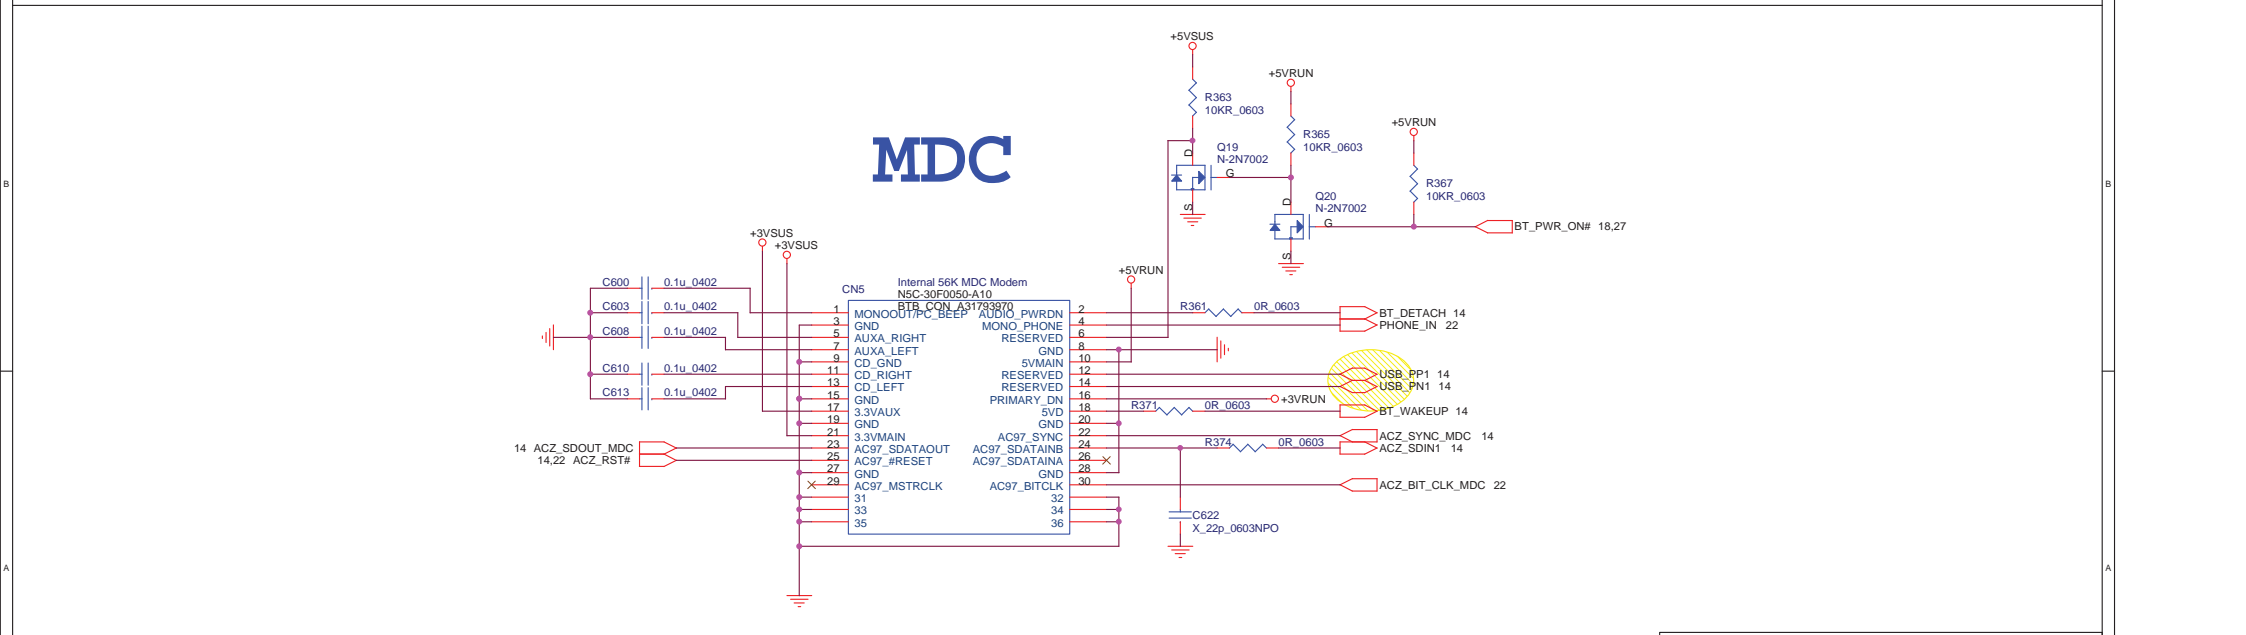 +5VSUS
+5VRUN
R363
10KR_0603
+5VRUN
R365
10KR_0603
MDC
D
Q19
N-2N7002
G
S
R367
10KR_0603
B
B
D
Q20
N-2N7002
G
S
BT_PWR_ON# 18,27
+3VSUS
+3VSUS
+5VRUN
C600 0.1u_0402
C603 0.1u_0402
C608 0.1u_0402
C610 0.1u_0402
C613 0.1u_0402
CN5
Internal 56K MDC Modem
N5C-30F0050-A10
BTB_CON_A31793970
1 MONOOUT/PC_BEEP AUDIO_PWRDN 2
3 GND MONO_PHONE 4
5 AUXA_RIGHT RESERVED 6
7 AUXA_LEFT GND 8
9 CD_GND 5VMAIN 10
11 CD_RIGHT RESERVED 12
13 CD_LEFT RESERVED 14
15 GND PRIMARY_DN 16
17 3.3VAUX 5VD 18
19 GND GND 20
21 3.3VMAIN AC97_SYNC 22
23 AC97_SDATAOUT AC97_SDATAINB 24
25 AC97_#RESET AC97_SDATAINA 26
27 GND GND 28
29 AC97_MSTRCLK AC97_BITCLK 30
31 32
33 34
35 36
14 ACZ_SDOUT_MDC
14,22 ACZ_RST#
R361 0R_0603
BT_DETACH 14
PHONE_IN 22
USB_PP1 14
USB_PN1 14
+3VRUN
R371 0R_0603
BT_WAKEUP 14
ACZ_SYNC_MDC 14
R374 0R_0603
ACZ_SDIN1 14
ACZ_BIT_CLK_MDC 22
C622
X_22p_0603NPO
A
A